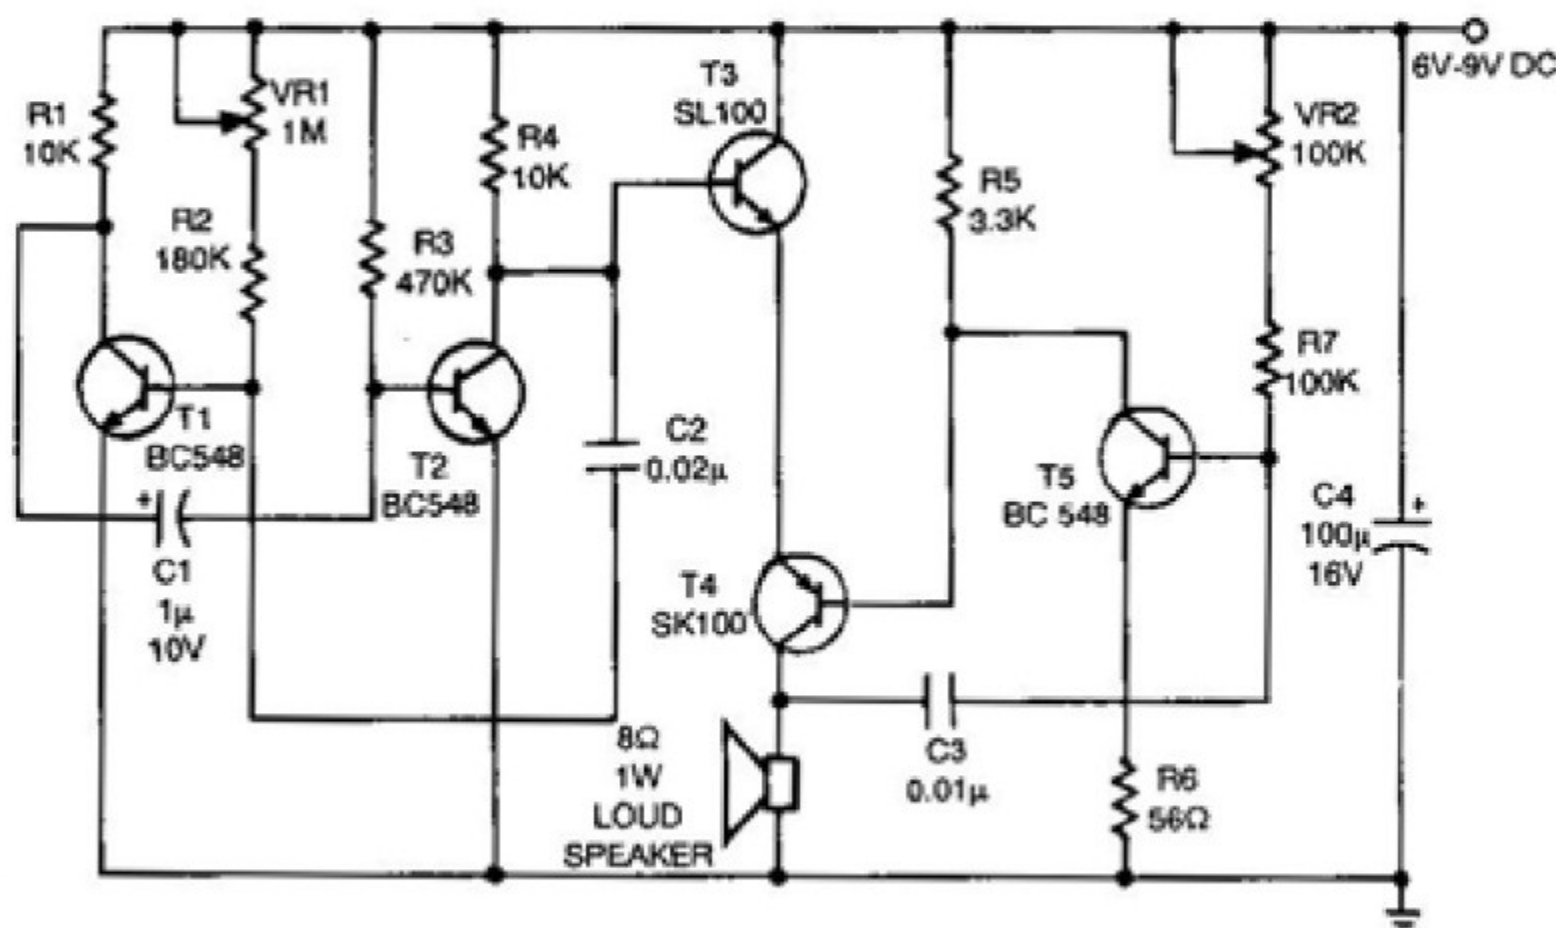 R1
10K
VR1
1M
R2
180K
R3
470K
R4
10K
T3
SL100
R5
3.3K
VR2
100K
6V-9V DC
R7
100K
T1
BC548
T2
BC548
C2
0.02μ
T5
BC 548
C4
100μ
16V
+
+
C1
1μ
10V
T4
SK100
C3
0.01μ
R6
56Ω
8Ω
1W
LOUD
SPEAKER